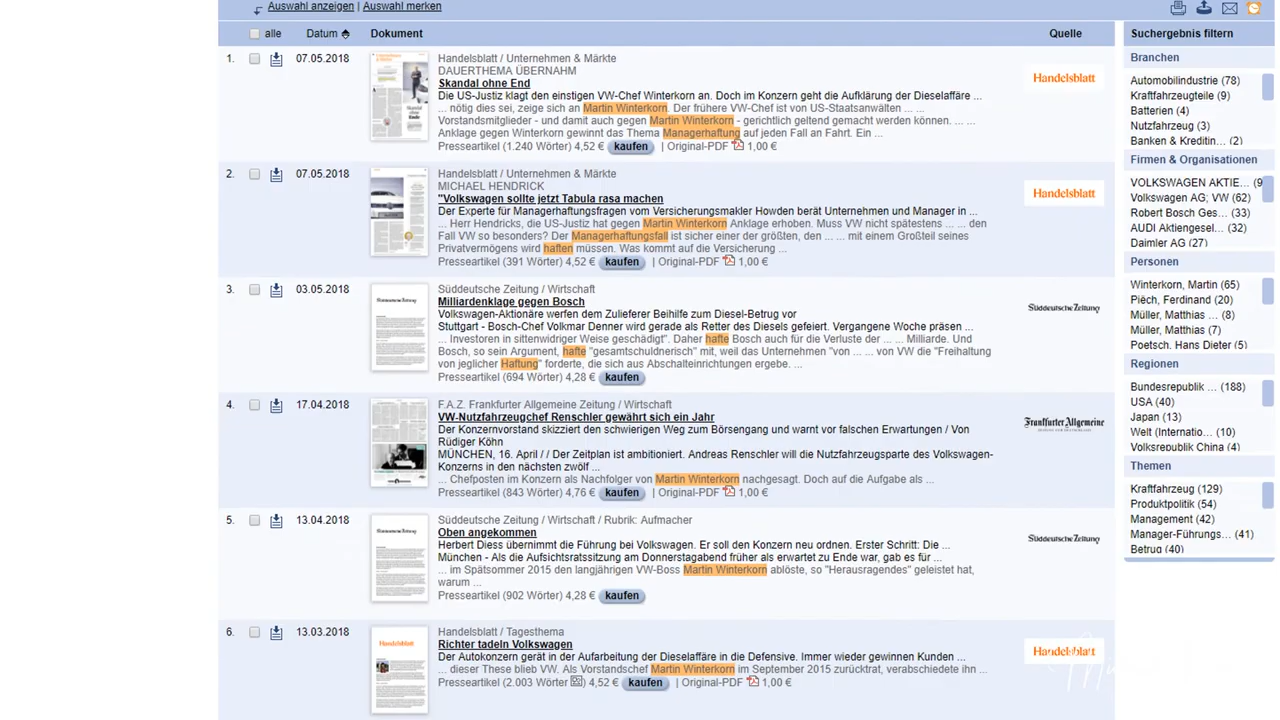 Auswahl anzeigen | Auswahl merken
alle Datum Dokument Quelle
1. 07.05.2018 Handelsblatt / Unternehmen & Märkte
DAUERTHEMA ÜBERNAHM
Skandal ohne End
Handelsblatt
Die US-Justiz klagt den einstigen VW-Chef Winterkorn an. Doch im Konzern geht die Aufklärung der Dieselaffäre ...
... nötig dies sei, zeige sich an Martin Winterkorn. Der frühere VW-Chef ist von US-Staatsanwälten ... ...
Vorstandsmitglieder - und damit auch gegen Martin Winterkorn - gerichtlich geltend gemacht werden können. ... ...
Anklage gegen Winterkorn gewinnt das Thema Managerhaftung auf jeden Fall an Fahrt. Ein ...
Presseartikel (1.240 Wörter) 4,52 € kaufen | Original-PDF 1,00 €
2. 07.05.2018 Handelsblatt / Unternehmen & Märkte
MICHAEL HENDRICK
"Volkswagen sollte jetzt Tabula rasa machen
Handelsblatt
Der Experte für Managerhaftungsfragen vom Versicherungsmakler Howden berät Unternehmen und Manager in ...
... Herr Hendricks, die US-Justiz hat gegen Martin Winterkorn Anklage erhoben. Muss VW nicht spätestens ... ... den
Fall VW so besonders? Der Managerhaftungsfall ist sicher einer der größten, den ... ... mit einem Großteil seines
Privatvermögens wird haften müssen. Was kommt auf die Versicherung ...
Presseartikel (391 Wörter) 4,52 € kaufen | Original-PDF 1,00 €
3. 03.05.2018 Süddeutsche Zeitung / Wirtschaft
Milliardenklage gegen Bosch
Süddeutsche Zeitung
Volkswagen-Aktionäre werfen dem Zulieferer Beihilfe zum Diesel-Betrug vor
Stuttgart - Bosch-Chef Volkmar Denner wird gerade als Retter des Diesels gefeiert. Vergangene Woche präsen ...
... Investoren in sittenwidriger Weise geschädigt". Daher hafte Bosch auch für die Verluste der ... ... Milliarde. Und
Bosch, so sein Argument, hafte "gesamtschuldnerisch" mit, weil das Unternehmen "von ... ... von VW die "Freihaltung
von jeglicher Haftung" forderte, die sich aus Abschalteinrichtungen ergebe. ...
Presseartikel (694 Wörter) 4,28 € kaufen
4. 17.04.2018 F.A.Z. Frankfurter Allgemeine Zeitung / Wirtschaft
VW-Nutzfahrzeugchef Renschler gewährt sich ein Jahr
Frankfurter Allgemeine
Der Konzernvorstand skizziert den schwierigen Weg zum Börsengang und warnt vor falschen Erwartungen / Von
Rüdiger Köhn
MÜNCHEN, 16. April / / Der Zeitplan ist ambitioniert. Andreas Renschler will die Nutzfahrzeugsparte des Volkswagen-
Konzerns in den nächsten zwölf ...
... Chefposten im Konzern als Nachfolger von Martin Winterkorn nachgesagt. Doch auf die Aufgabe als ...
Presseartikel (843 Wörter) 4,76 € kaufen | Original-PDF 1,00 €
5. 13.04.2018 Süddeutsche Zeitung / Wirtschaft / Rubrik: Aufmacher
Oben angekommen
Süddeutsche Zeitung
Herbert Diess übernimmt die Führung bei Volkswagen. Er soll den Konzern neu ordnen. Erster Schritt: Die ...
München - Als die Aufsichtsratssitzung am Donnerstagabend früher als erwartet zu Ende war, gab es für ...
... im Spätsommer 2015 den langjährigen VW-Boss Martin Winterkorn ablöste, so "Herausragendes" geleistet hat,
warum ...
Presseartikel (902 Wörter) 4,28 € kaufen
6. 13.03.2018 Handelsblatt / Tagesthema
Richter tadeln Volkswagen
Handelsblatt
Der Autokonzern gerät in der Aufarbeitung der Dieselaffäre in die Defensive. Immer wieder gewinnen Kunden ...
... dieser These blieb VW. Als Vorstandschef Martin Winterkorn im September 2015 zurücktrat, verabschiedete ihn ...
Presseartikel (2.003 Wörter) 4,52 € kaufen | Original-PDF 1,00 €
Suchergebnis filtern
Branchen
Automobilindustrie (78)
Kraftfahrzeugteile (9)
Batterien (4)
Nutzfahrzeug (3)
Banken & Kreditin... (2)
Firmen & Organisationen
VOLKSWAGEN AKTIE... (9
Volkswagen AG; VW (62)
Robert Bosch Ges... (33)
AUDI Aktiengesel... (32)
Daimler AG (27)
Personen
Winterkorn, Martin (65)
Piëch, Ferdinand (20)
Müller, Matthias ... (8)
Müller, Matthias (7)
Poetsch, Hans Dieter (5)
Regionen
Bundesrepublik ... (188)
USA (40)
Japan (13)
Welt (Internatio... (10)
Volksrepublik China (4)
Themen
Kraftfahrzeug (129)
Produktpolitik (54)
Management (42)
Manager-Führungs... (41)
Betrug (40)